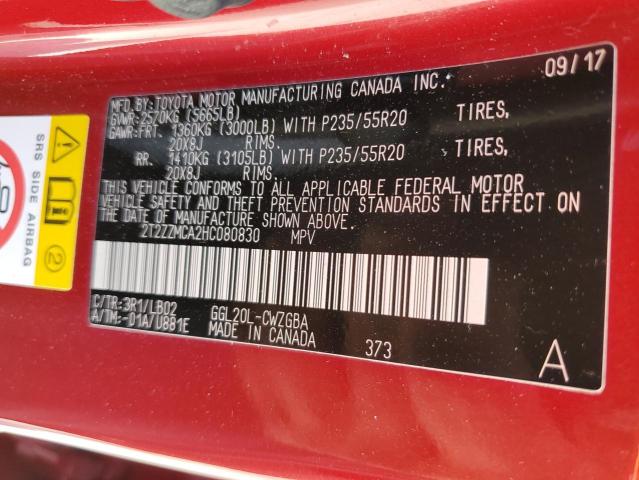 MFD. BY: TOYOTA MOTOR MANUFACTURING CANADA INC. 09/17
GVWR: 2570KG (5665LB)
GAWR: FRT. 1360KG (3000LB) WITH P235/55R20 TIRES,
20X8J RIMS.
RR. 1410KG (3105LB) WITH P235/55R20 TIRES,
20X8J RIMS.
THIS VEHICLE CONFORMS TO ALL APPLICABLE FEDERAL MOTOR
VEHICLE SAFETY AND THEFT PREVENTION STANDARDS IN EFFECT ON
THE DATE OF MANUFACTURE SHOWN ABOVE.
2T2ZZMCA2HC080830 MPV
C/TR: 3R1/LB02 GGL20L-CWZGBA
A/TM: -01A/U881E MADE IN CANADA
373
A
SRS SIDE AIRBAG
2